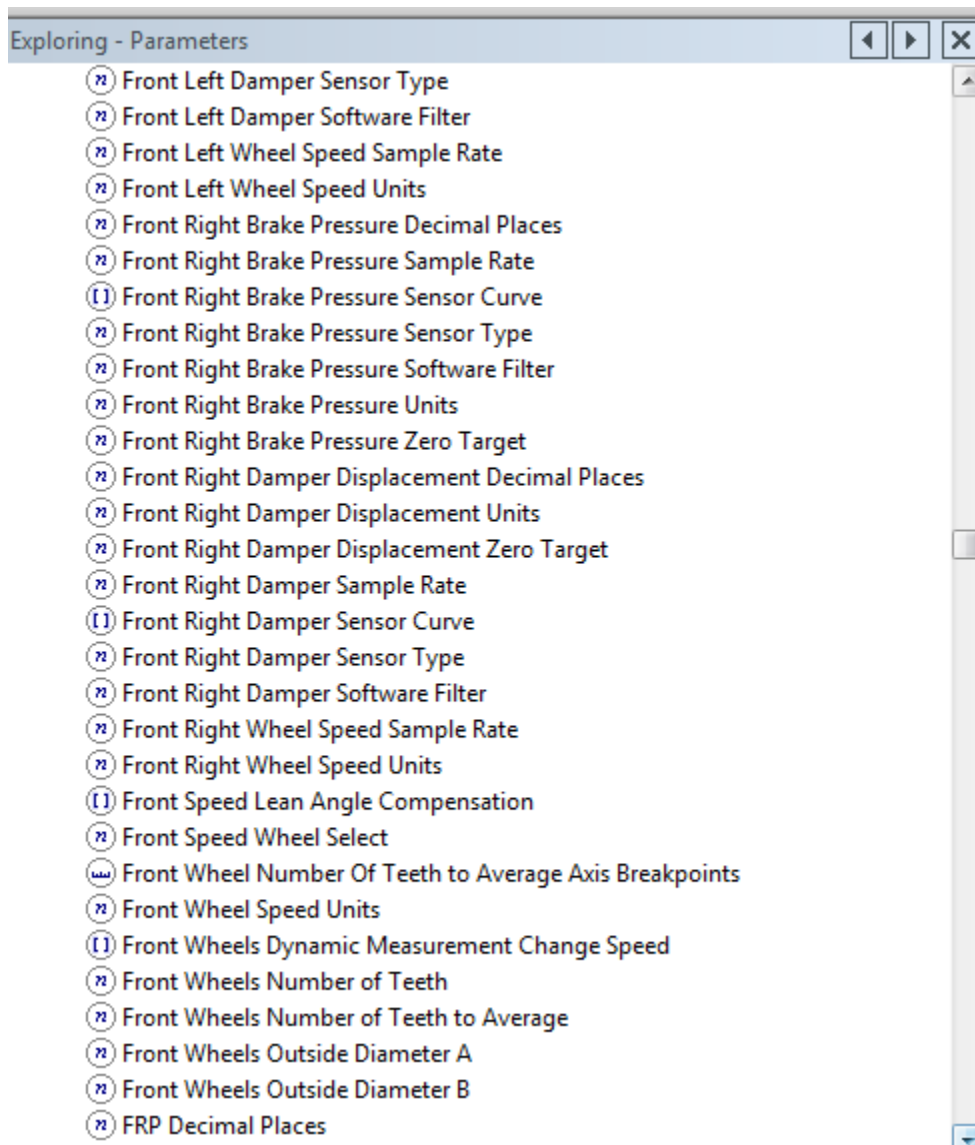 Exploring - Parameters
n Front Left Damper Sensor Type
n Front Left Damper Software Filter
n Front Left Wheel Speed Sample Rate
n Front Left Wheel Speed Units
n Front Right Brake Pressure Decimal Places
n Front Right Brake Pressure Sample Rate
[] Front Right Brake Pressure Sensor Curve
n Front Right Brake Pressure Sensor Type
n Front Right Brake Pressure Software Filter
n Front Right Brake Pressure Units
n Front Right Brake Pressure Zero Target
n Front Right Damper Displacement Decimal Places
n Front Right Damper Displacement Units
n Front Right Damper Displacement Zero Target
n Front Right Damper Sample Rate
[] Front Right Damper Sensor Curve
n Front Right Damper Sensor Type
n Front Right Damper Software Filter
n Front Right Wheel Speed Sample Rate
n Front Right Wheel Speed Units
[] Front Speed Lean Angle Compensation
n Front Speed Wheel Select
Front Wheel Number Of Teeth to Average Axis Breakpoints
n Front Wheel Speed Units
[] Front Wheels Dynamic Measurement Change Speed
n Front Wheels Number of Teeth
n Front Wheels Number of Teeth to Average
n Front Wheels Outside Diameter A
n Front Wheels Outside Diameter B
n FRP Decimal Places